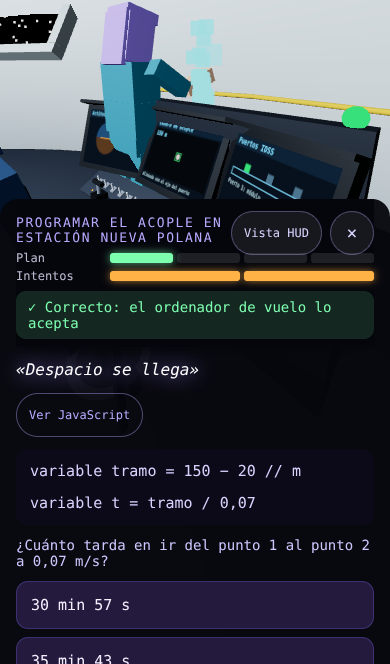 150 m
Puertos IDSS
PROGRAMAR EL ACOPLE EN
ESTACIÓN NUEVA POLANA
Vista HUD
×
Plan
Intentos
✓ Correcto: el ordenador de vuelo lo
acepta
«Despacio se llega»
Ver JavaScript
variable tramo = 150 − 20 // m
variable t = tramo / 0,07
¿Cuánto tarda en ir del punto 1 al punto 2
a 0,07 m/s?
30 min 57 s
35 min 43 s